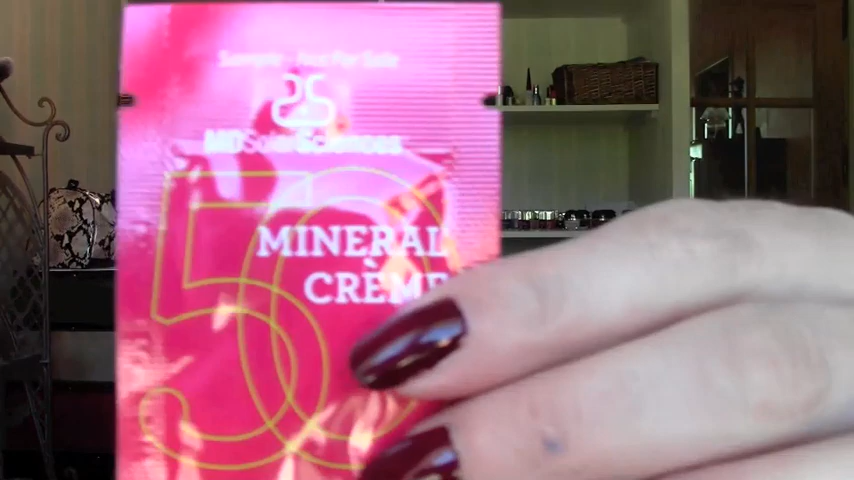 Sample - Not For Sale
MDSolarSciences
50
MINERAL
CRÈME